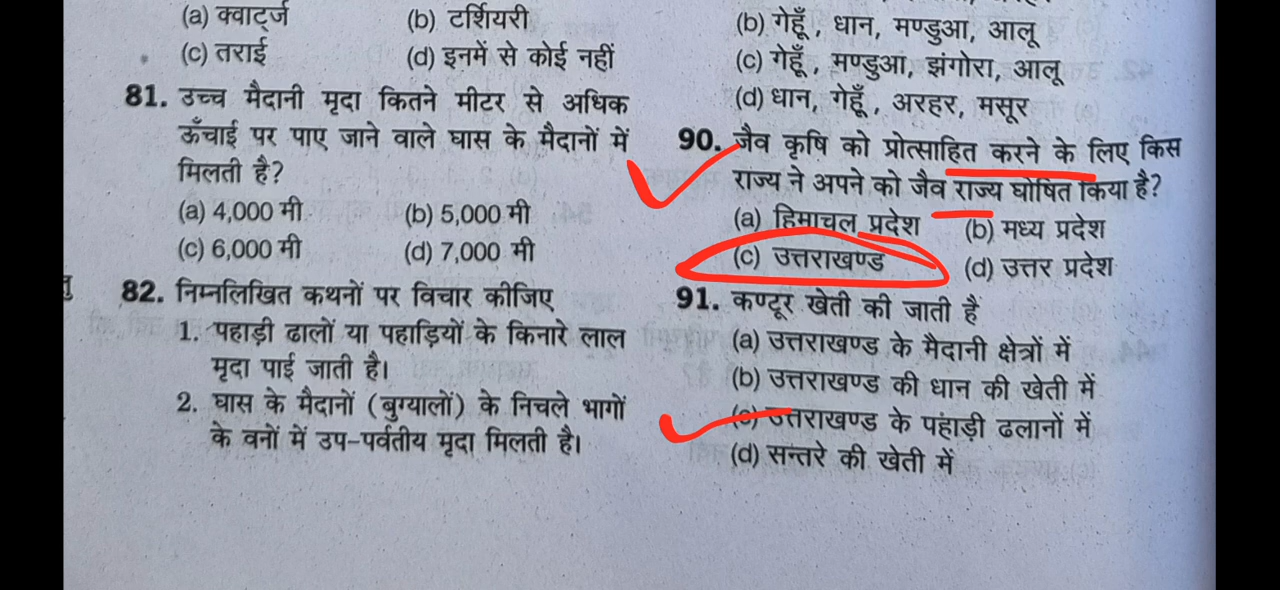 (a) क्वार्ट्ज (b) टर्शियरी
(c) तराई (d) इनमें से कोई नहीं
81. उच्च मैदानी मृदा कितने मीटर से अधिक
ऊँचाई पर पाए जाने वाले घास के मैदानों में
मिलती है?
(a) 4,000 मी (b) 5,000 मी
(c) 6,000 मी (d) 7,000 मी
82. निम्नलिखित कथनों पर विचार कीजिए
1. पहाड़ी ढालों या पहाड़ियों के किनारे लाल
मृदा पाई जाती है।
2. घास के मैदानों (बुग्यालों) के निचले भागों
के वनों में उप-पर्वतीय मृदा मिलती है।
(b) गेहूँ, धान, मण्डुआ, आलू
(c) गेहूँ, मण्डुआ, झंगोरा, आलू
(d) धान, गेहूँ, अरहर, मसूर
90. जैव कृषि को प्रोत्साहित करने के लिए किस
राज्य ने अपने को जैव राज्य घोषित किया है?
(a) हिमाचल प्रदेश (b) मध्य प्रदेश
(c) उत्तराखण्ड (d) उत्तर प्रदेश
91. कण्टूर खेती की जाती है
(a) उत्तराखण्ड के मैदानी क्षेत्रों में
(b) उत्तराखण्ड की धान की खेती में
(c) उत्तराखण्ड के पहाड़ी ढलानों में
(d) सन्तरे की खेती में